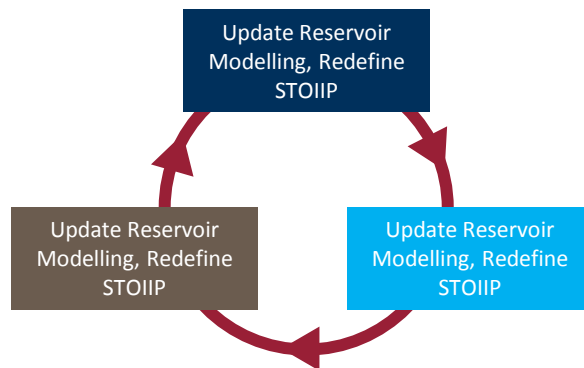 Update Reservoir
Modelling, Redefine
STOIIP
Update Reservoir
Modelling, Redefine
STOIIP
Update Reservoir
Modelling, Redefine
STOIIP